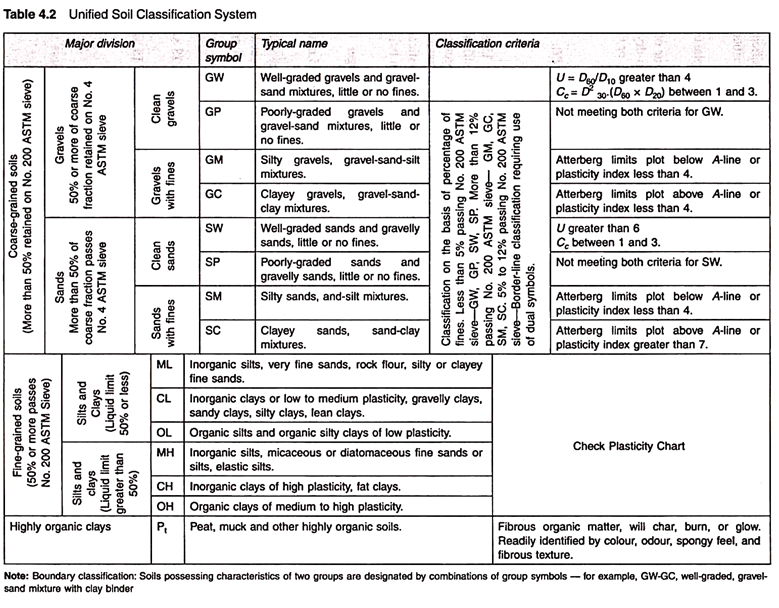 Table 4.2 Unified Soil Classification System
Major division
Group
symbol
Typical name
Classification criteria
Coarse-grained soils
(More than 50% retained on No. 200 ASTM sieve)
Gravels
50% or more of coarse
fraction retained on No. 4
ASTM sieve
Clean
gravels
GW
Well-graded gravels and gravel-
sand mixtures, little or no fines.
U = D60/D10 greater than 4
Cc = D² 30.(D60 × D20) between 1 and 3.
GP
Poorly-graded gravels and
gravel-sand mixtures, little or
no fines.
Not meeting both criteria for GW.
Gravels
with fines
GM
Silty gravels, gravel-sand-silt
mixtures.
Atterberg limits plot below A-line or
plasticity index less than 4.
GC
Clayey gravels, gravel-sand-
clay mixtures.
Atterberg limits plot above A-line or
plasticity index less than 4.
Sands
More than 50% of
coarse fraction passes
No. 4 ASTM sieve
Clean
sands
SW
Well-graded sands and gravelly
sands, little or no fines.
U greater than 6
Cc between 1 and 3.
SP
Poorly-graded sands and
gravelly sands, little or no fines.
Not meeting both criteria for SW.
Sands
with fines
SM
Silty sands, and-silt mixtures.
Atterberg limits plot below A-line or
plasticity index less than 4.
SC
Clayey sands, sand-clay
mixtures.
Atterberg limits plot above A-line or
plasticity index greater than 7.
Classification on the basis of percentage of
fines. Less than 5% passing No. 200 ASTM
sieve—GW, GP, SW, SP. More than 12%
passing No. 200 ASTM sieve— GM, GC,
SM, SC. 5% to 12% passing No. 200 ASTM
sieve—Border-line classification requiring use
of dual symbols.
Fine-grained soils
(50% or more passes
No. 200 ASTM Sieve)
Silts and
Clays
(Liquid limit
50% or less)
ML
Inorganic silts, very fine sands, rock flour, silty or clayey
fine sands.
CL
Inorganic clays or low to medium plasticity, gravelly clays,
sandy clays, silty clays, lean clays.
OL
Organic silts and organic silty clays of low plasticity.
Silts and
clays
(Liquid limit
greater than
50%)
MH
Inorganic silts, micaceous or diatomaceous fine sands or
silts, elastic silts.
CH
Inorganic clays of high plasticity, fat clays.
OH
Organic clays of medium to high plasticity.
Check Plasticity Chart
Highly organic clays
Pt
Peat, muck and other highly organic soils.
Fibrous organic matter, will char, burn, or glow.
Readily identified by colour, odour, spongy feel, and
fibrous texture.
Note: Boundary classification: Soils possessing characteristics of two groups are designated by combinations of group symbols — for example, GW-GC, well-graded, gravel-
sand mixture with clay binder